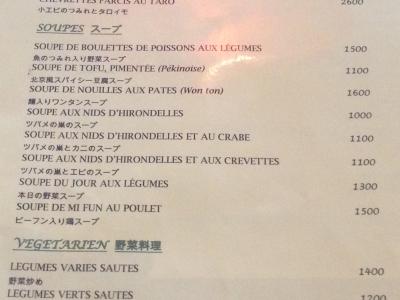 CHEVRETTES FARCIS AU TARO 2600
小エビのつみれとタロイモ
SOUPES スープ
SOUPE DE BOULETTES DE POISSONS AUX LÉGUMES 1500
魚のつみれ入り野菜スープ
SOUPE DE TOFU, PIMENTÉE (Pékinoise) 1100
北京風スパイシー豆腐スープ
SOUPE DE NOUILLES AUX PATES (Won ton) 1600
麺入りワンタンスープ
SOUPE AUX NIDS D'HIRONDELLES 1000
ツバメの巣のスープ
SOUPE AUX NIDS D'HIRONDELLES ET AU CRABE 1100
ツバメの巣とカニのスープ
SOUPE AUX NIDS D'HIRONDELLES ET AUX CREVETTES 1100
ツバメの巣とエビのスープ
SOUPE DU JOUR AUX LÉGUMES 1300
本日の野菜スープ
SOUPE DE MI FUN AU POULET 1500
ビーフン入り鶏スープ
VEGETARIEN 野菜料理
LEGUMES VARIES SAUTES 1400
野菜炒め
LEGUMES VERTS SAUTES 1200